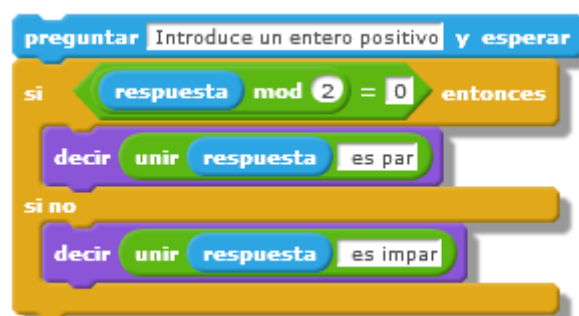 preguntar Introduce un entero positivo y esperar
si respuesta mod 2 = 0 entonces
decir unir respuesta es par
si no
decir unir respuesta es impar